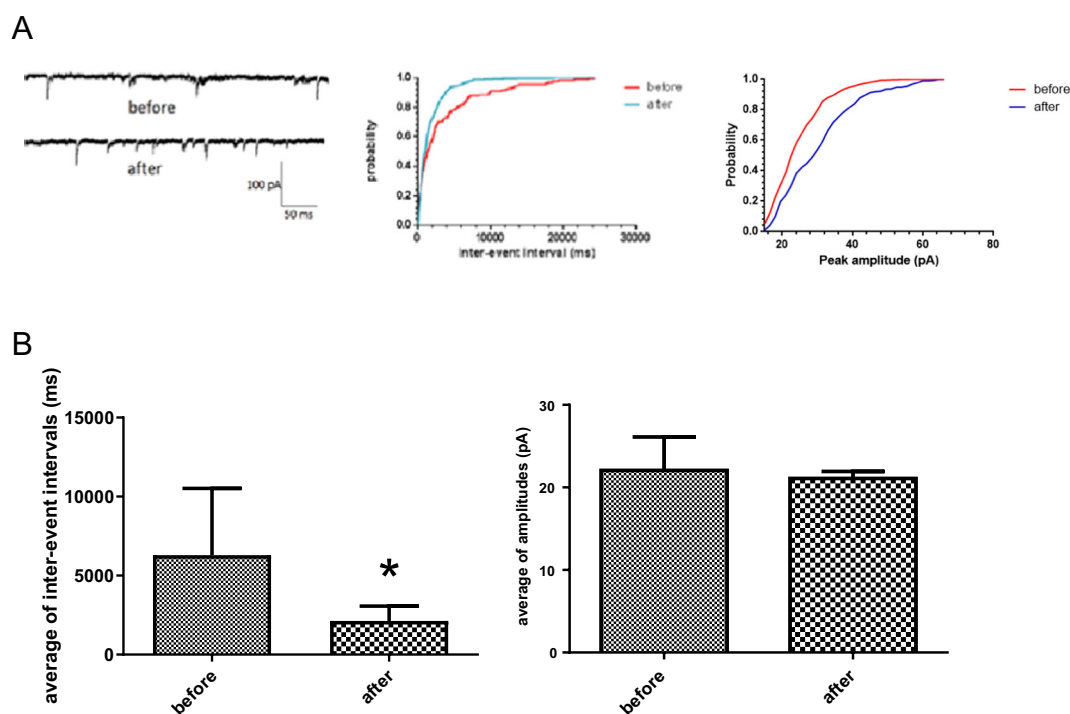 A
before
after
100 pA
50 ms
probability
1.0
0.8
0.6
0.4
0.2
0.0
0
10000
20000
30000
Inter-event interval (ms)
before
after
Probability
1.0
0.8
0.6
0.4
0.2
0.0
20
40
60
80
Peak amplitude (pA)
before
after
B
average of inter-event intervals (ms)
15000
10000
5000
0
*
before
after
average of amplitudes (pA)
30
20
10
0
before
after